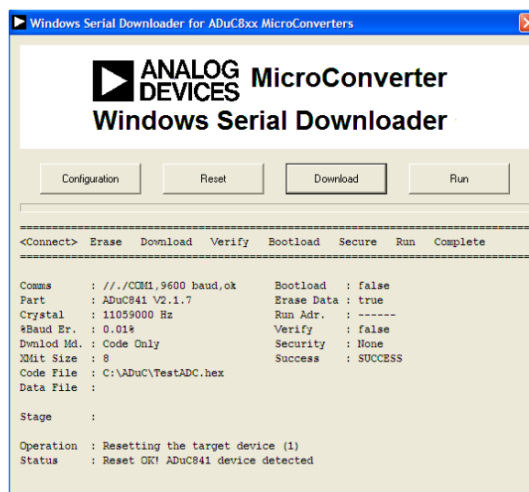 Windows Serial Downloader for ADuC8xx MicroConverters
ANALOG DEVICES MicroConverter
Windows Serial Downloader
Configuration Reset Download Run
<Connect> Erase Download Verify Bootload Secure Run Complete
Comms : //./COM1,9600 baud,ok Bootload : false
Part : ADuC841 V2.1.7 Erase Data : true
Crystal : 11059000 Hz Run Adr. : ------
%Baud Er. : 0.01% Verify : false
Dwnlod Md. : Code Only Security : None
XMit Size : 8 Success : SUCCESS
Code File : C:\ADuC\TestADC.hex
Data File :
Stage :
Operation : Resetting the target device (1)
Status : Reset OK! ADuC841 device detected